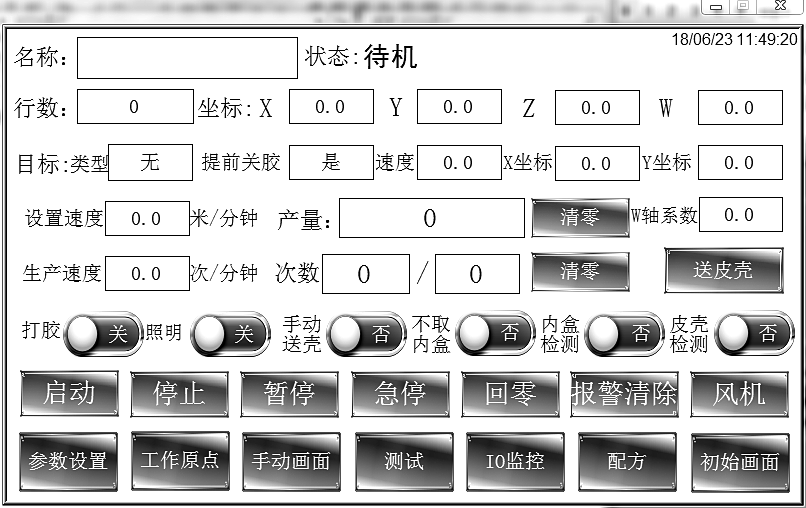 18/06/23 11:49:20
名称： 状态: 待机
行数： 0 坐标: X 0.0 Y 0.0 Z 0.0 W 0.0
目标:类型 无 提前关胶 是 速度 0.0 X坐标 0.0 Y坐标 0.0
设置速度 0.0 米/分钟 产量： 0 清零 W轴系数 0.0
生产速度 0.0 次/分钟 次数 0 / 0 清零 送皮壳
打胶 关 照明 关 手动送壳 否 不取内盒 否 内盒检测 否 皮壳检测 否
启动 停止 暂停 急停 回零 报警清除 风机
参数设置 工作原点 手动画面 测试 IO监控 配方 初始画面